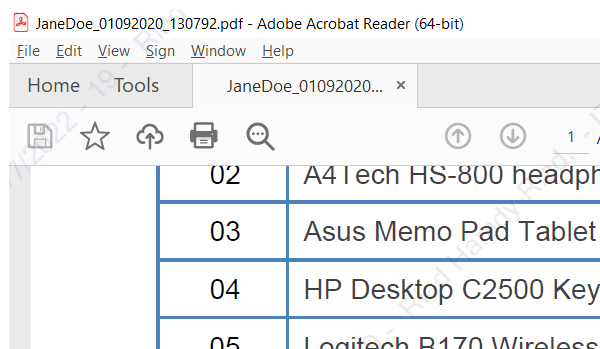 JaneDoe_01092020_130792.pdf - Adobe Acrobat Reader (64-bit)
File Edit View Sign Window Help
Home Tools JaneDoe_01092020... ×
1
02 A4Tech HS-800 headph
03 Asus Memo Pad Tablet
04 HP Desktop C2500 Key
05 Logitech R170 Wireless